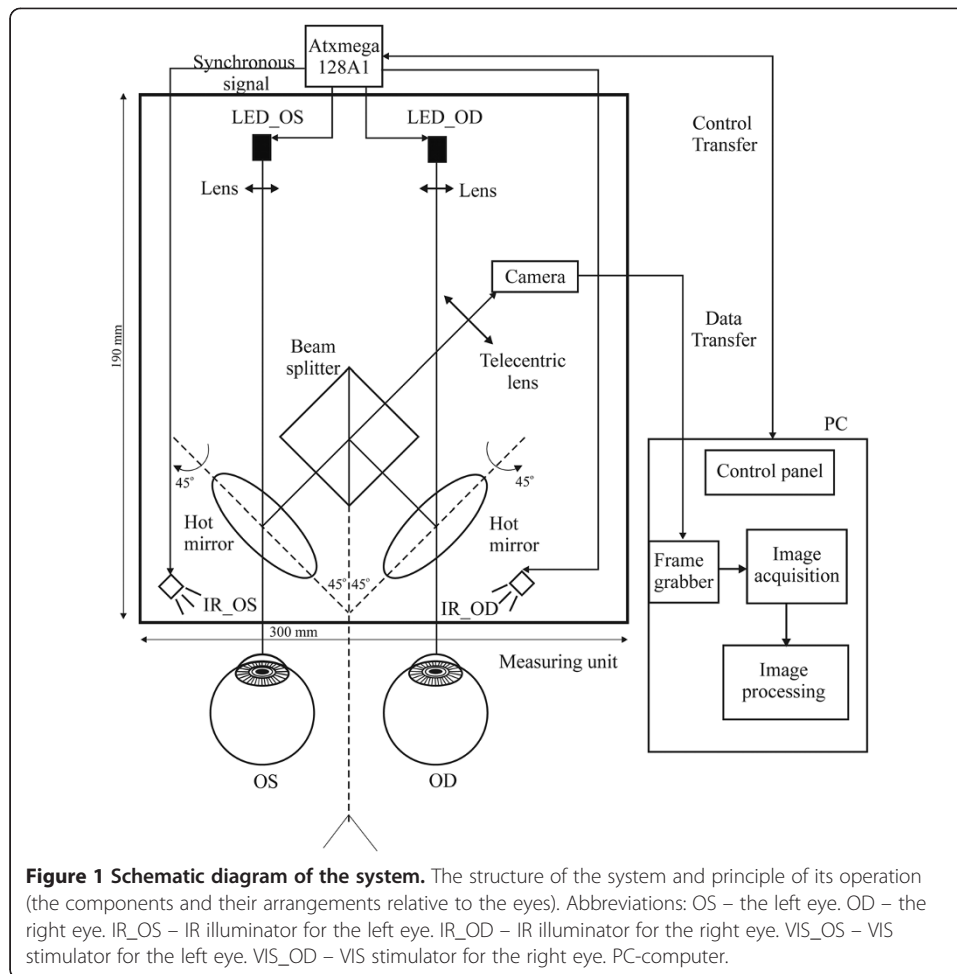 Atxmega
128A1
Synchronous
signal
LED_OS
LED_OD
Control
Transfer
Lens
Lens
Camera
Data
Transfer
190 mm
Beam
splitter
Telecentric
lens
PC
Control panel
45°
45°
Hot
mirror
Hot
mirror
Frame
grabber
Image
acquisition
45°
45°
IR_OS
IR_OD
300 mm
Measuring unit
Image
processing
OS
OD
Figure 1 Schematic diagram of the system. The structure of the system and principle of its operation
(the components and their arrangements relative to the eyes). Abbreviations: OS – the left eye. OD – the
right eye. IR_OS – IR illuminator for the left eye. IR_OD – IR illuminator for the right eye. VIS_OS – VIS
stimulator for the left eye. VIS_OD – VIS stimulator for the right eye. PC-computer.